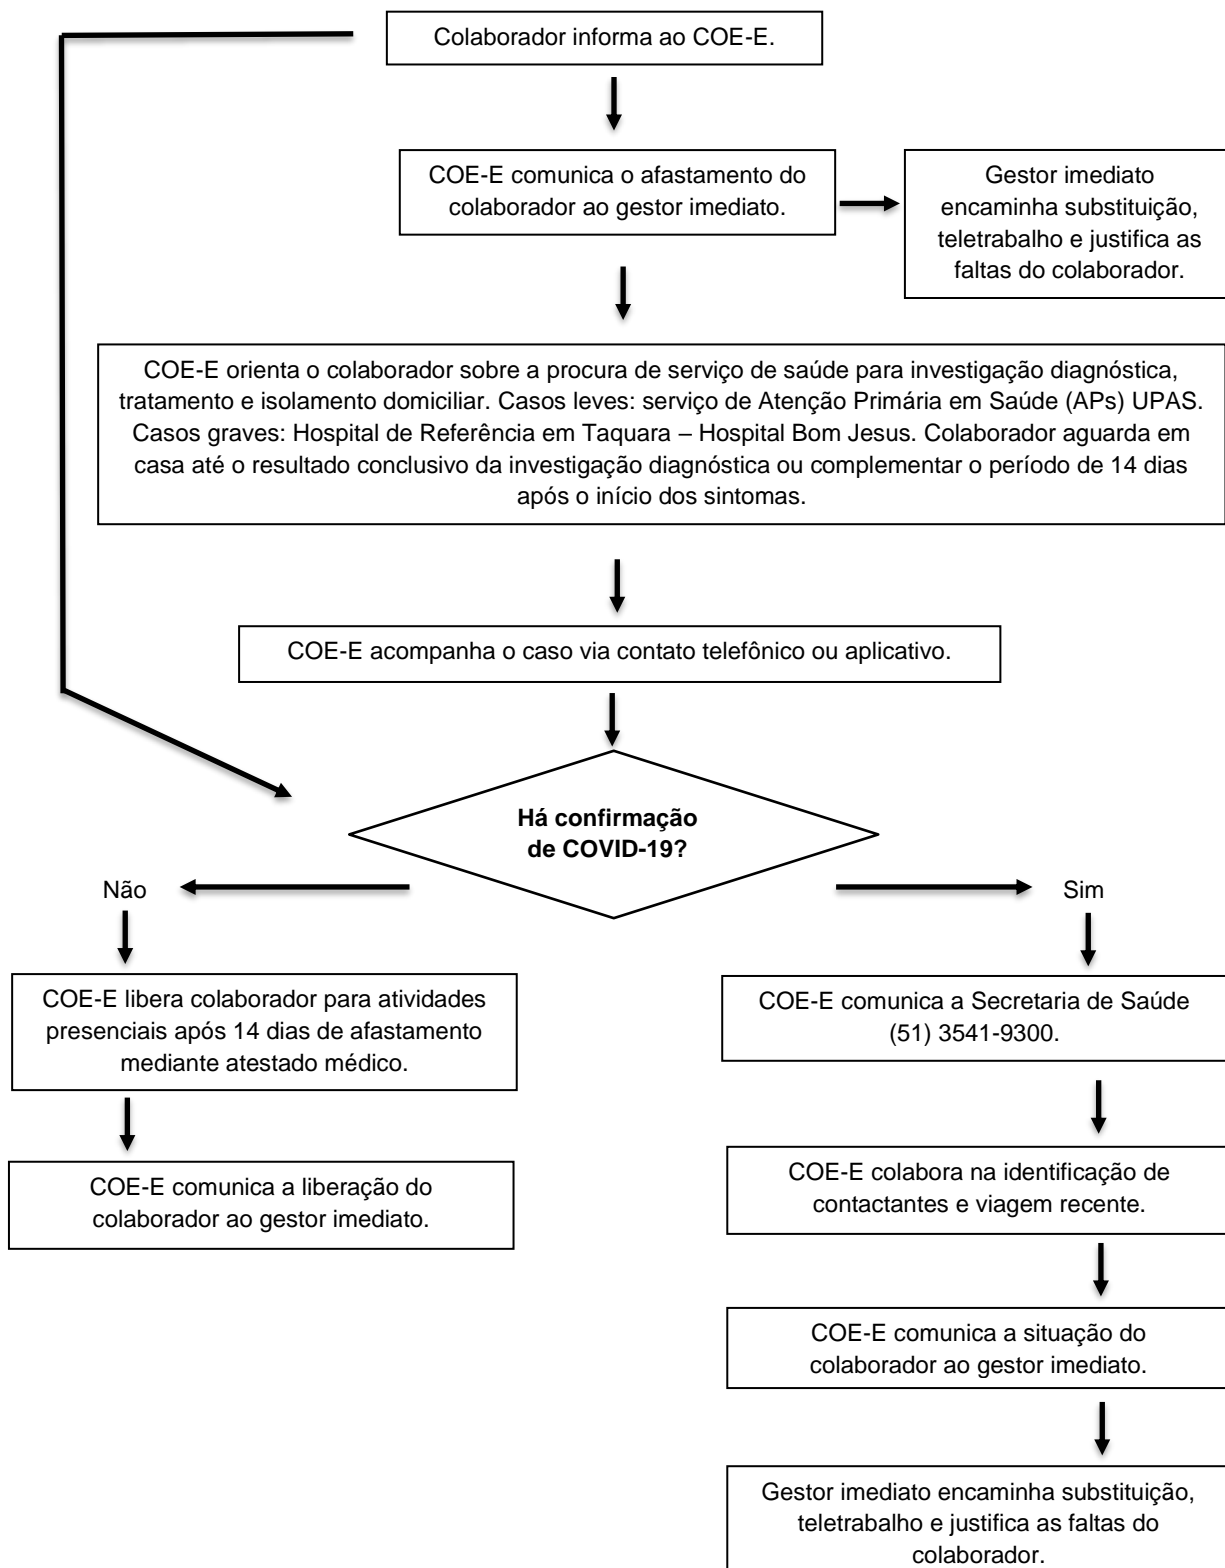 Colaborador informa ao COE-E.
COE-E comunica o afastamento do
colaborador ao gestor imediato.
Gestor imediato
encaminha substituição,
teletrabalho e justifica as
faltas do colaborador.
COE-E orienta o colaborador sobre a procura de serviço de saúde para investigação diagnóstica,
tratamento e isolamento domiciliar. Casos leves: serviço de Atenção Primária em Saúde (APs) UPAS.
Casos graves: Hospital de Referência em Taquara – Hospital Bom Jesus. Colaborador aguarda em
casa até o resultado conclusivo da investigação diagnóstica ou complementar o período de 14 dias
após o início dos sintomas.
COE-E acompanha o caso via contato telefônico ou aplicativo.
Há confirmação
de COVID-19?
Não
Sim
COE-E libera colaborador para atividades
presenciais após 14 dias de afastamento
mediante atestado médico.
COE-E comunica a liberação do
colaborador ao gestor imediato.
COE-E comunica a Secretaria de Saúde
(51) 3541-9300.
COE-E colabora na identificação de
contactantes e viagem recente.
COE-E comunica a situação do
colaborador ao gestor imediato.
Gestor imediato encaminha substituição,
teletrabalho e justifica as faltas do
colaborador.